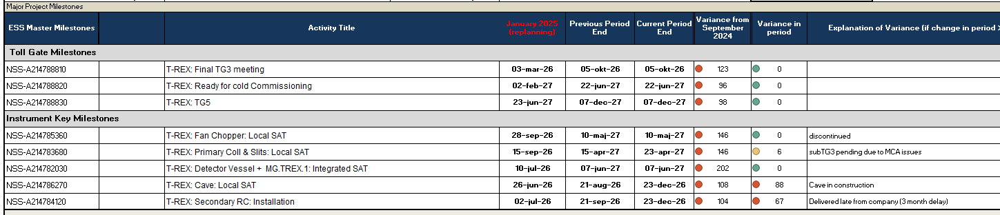 Major Project Milestones
ESS Master Milestones Activity Title January 2025 (replanning) Previous Period End Current Period End Variance from September 2024 Variance in period Explanation of Variance (if change in period >
Toll Gate Milestones
NSS-A214788810 T-REX: Final TG3 meeting 03-mar-26 05-okt-26 05-okt-26 123 0
NSS-A214788820 T-REX: Ready for cold Commissioning 02-feb-27 22-jun-27 22-jun-27 96 0
NSS-A214788830 T-REX: TG5 23-jun-27 07-dec-27 07-dec-27 98 0
Instrument Key Milestones
NSS-A214785360 T-REX: Fan Chopper: Local SAT 28-sep-26 10-maj-27 10-maj-27 146 0 discontinued
NSS-A214783680 T-REX: Primary Coll & Slits: Local SAT 15-sep-26 15-apr-27 23-apr-27 146 6 subTG3 pending due to MCA issues
NSS-A214782030 T-REX: Detector Vessel + MG.TREX.1: Integrated SAT 10-jul-26 07-jun-27 07-jun-27 202 0
NSS-A214786270 T-REX: Cave: Local SAT 26-jun-26 21-aug-26 23-dec-26 108 88 Cave in construction
NSS-A214784120 T-REX: Secondary RC: Installation 02-jul-26 21-sep-26 23-dec-26 104 67 Delivered late from company (3 month delay)